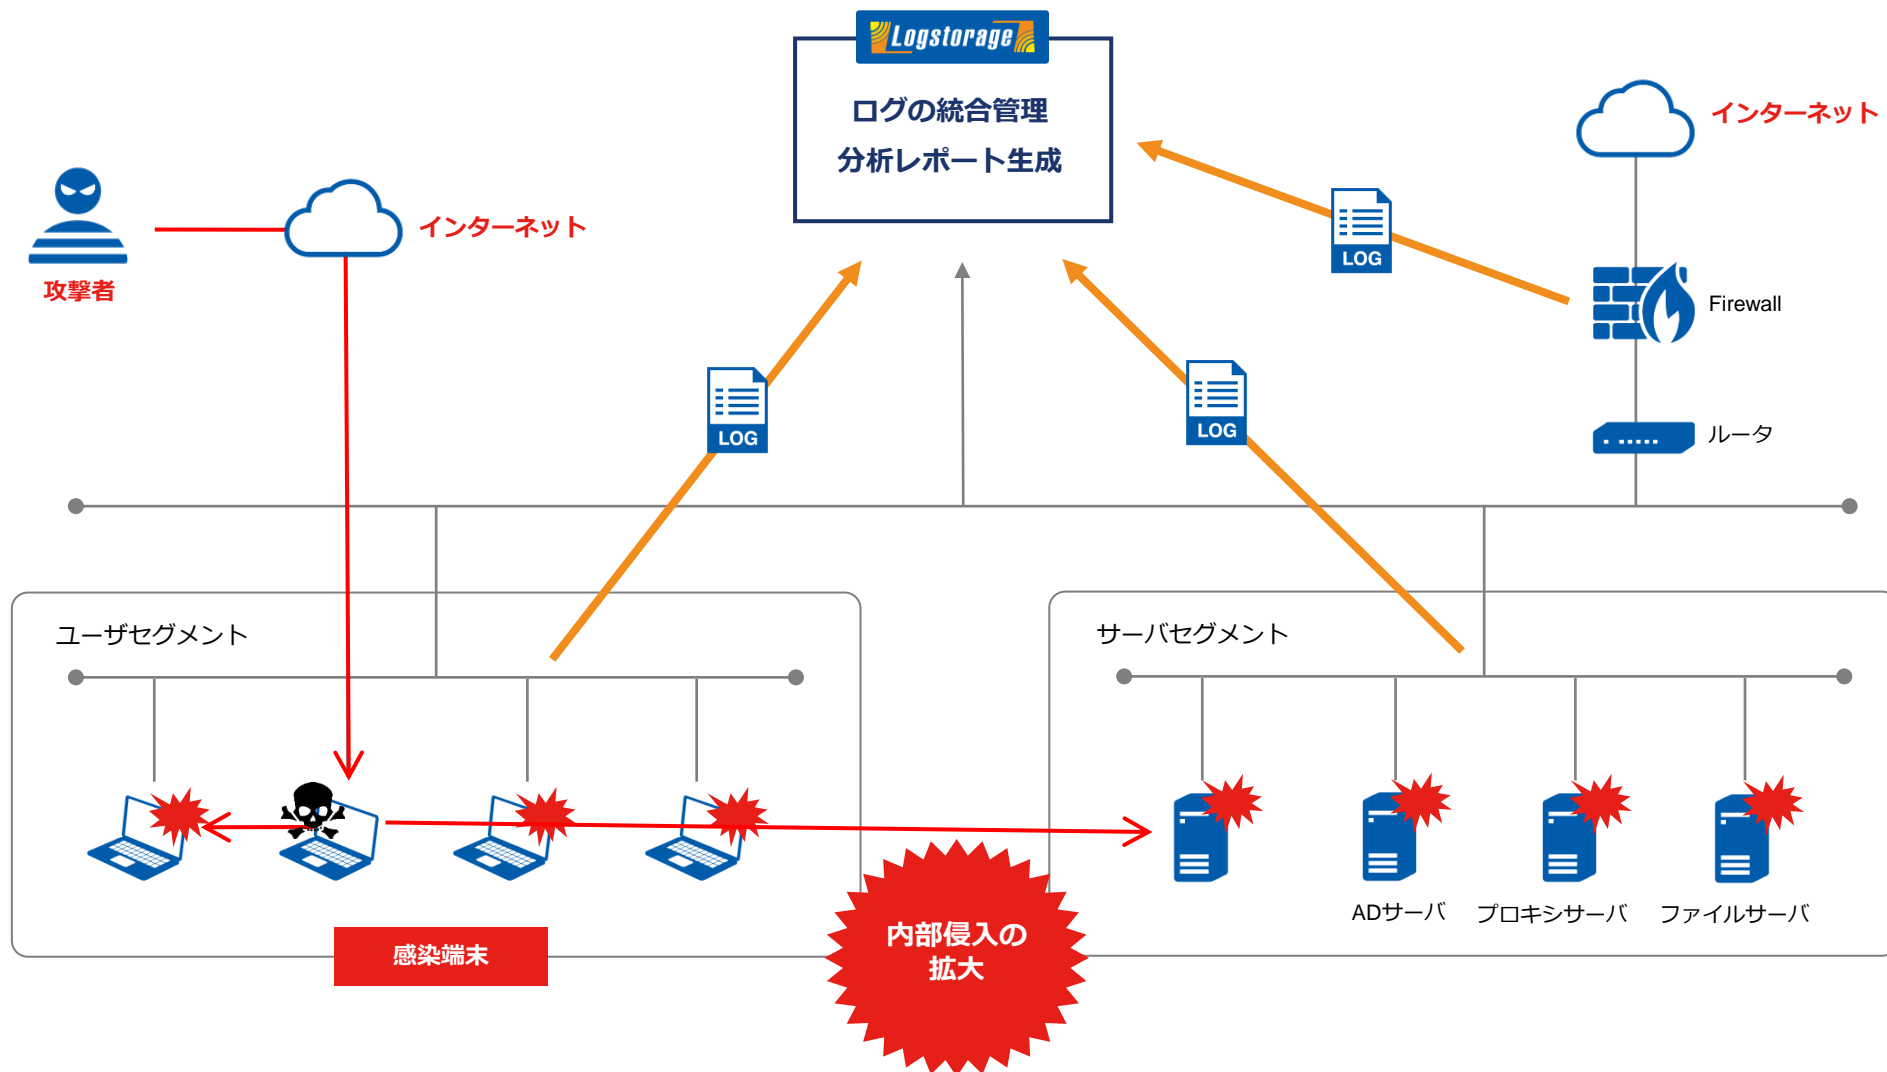 Logstorage
ログの統合管理
分析レポート生成
インターネット
インターネット
攻撃者
LOG
Firewall
LOG
LOG
ルータ
ユーザセグメント
サーバセグメント
ADサーバ
プロキシサーバ
ファイルサーバ
感染端末
内部侵入の
拡大